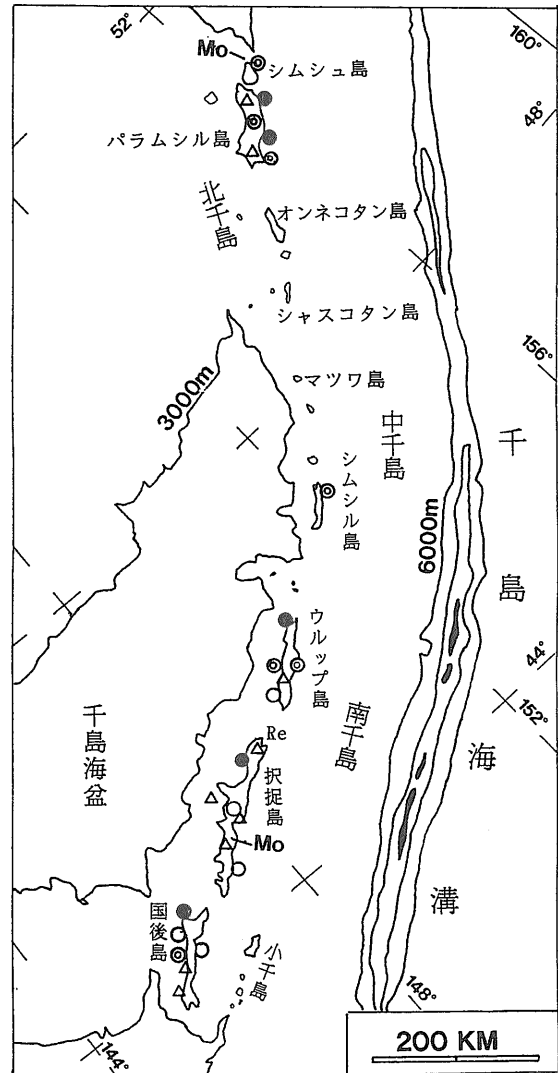 52°
160°
Mo
シムシュ島
48°
パラムシル島
北千島
オンネコタン島
シャスコタン島
156°
マツワ島
3000m
中千島
千島海溝
シムシル島
6000m
ウルップ島
44°
152°
南千島
千島海盆
Re
択捉島
Mo
国後島
小千島
148°
144°
200 KM